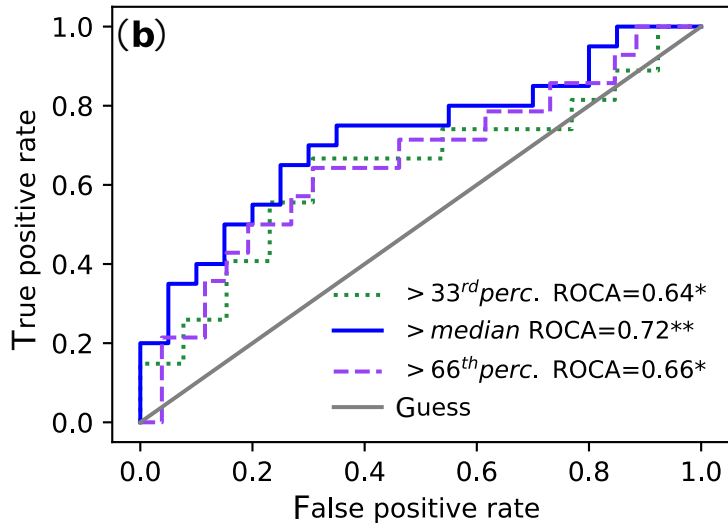 (b)
1.0
0.8
0.6
0.4
0.2
0.0
True positive rate
> 33rd perc. ROCA=0.64*
> median ROCA=0.72**
> 66th perc. ROCA=0.66*
Guess
0.0 0.2 0.4 0.6 0.8 1.0
False positive rate